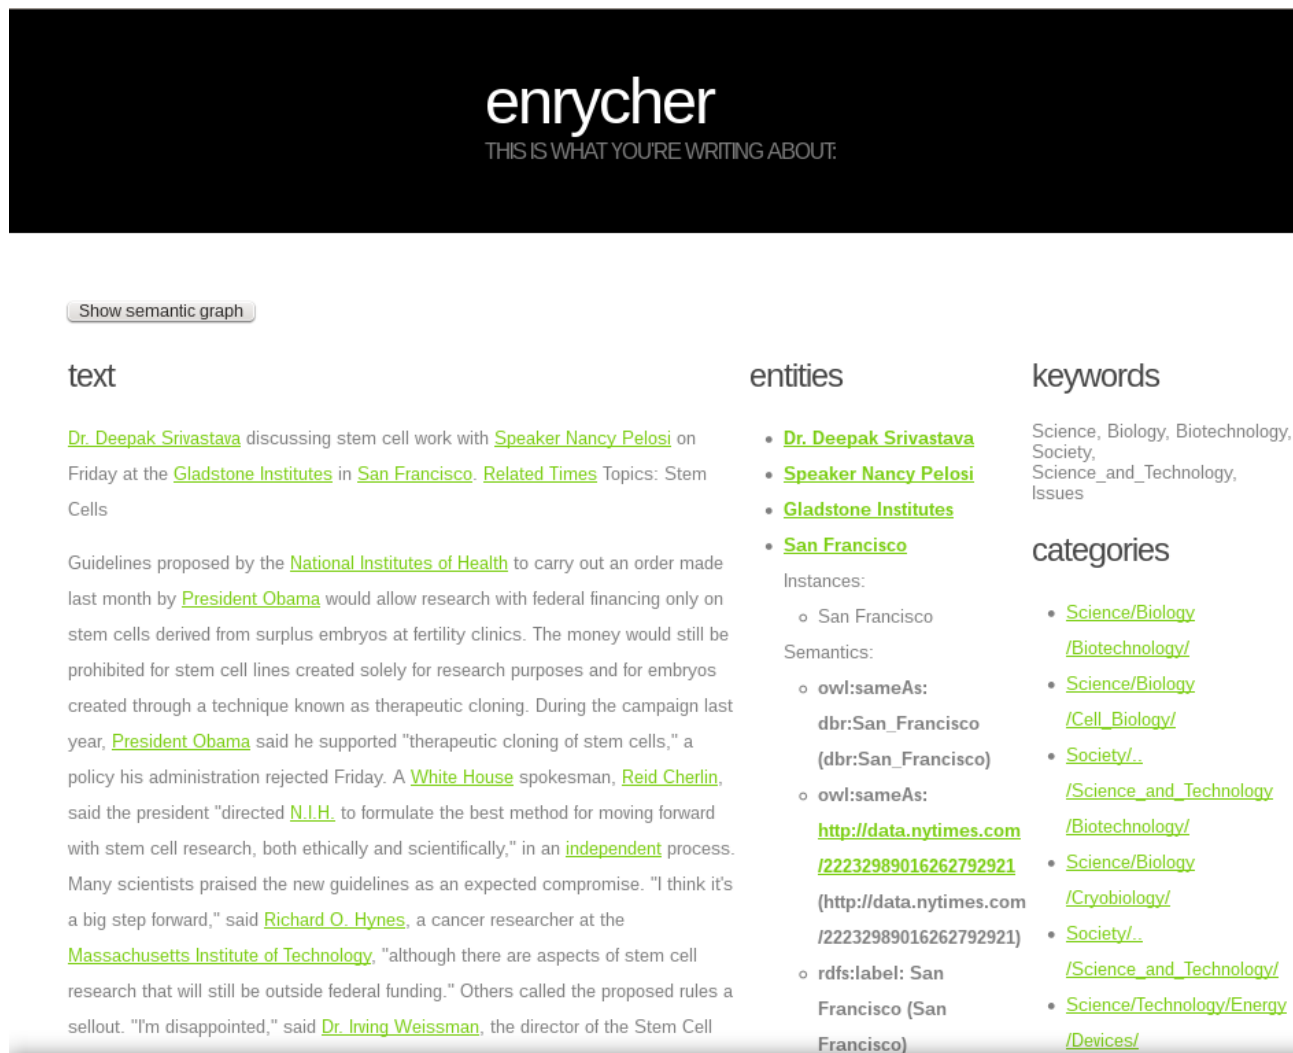 enrycher
THIS IS WHAT YOU'RE WRITING ABOUT:
Show semantic graph
text
Dr. Deepak Srivastava discussing stem cell work with Speaker Nancy Pelosi on
Friday at the Gladstone Institutes in San Francisco. Related Times Topics: Stem
Cells
Guidelines proposed by the National Institutes of Health to carry out an order made
last month by President Obama would allow research with federal financing only on
stem cells derived from surplus embryos at fertility clinics. The money would still be
prohibited for stem cell lines created solely for research purposes and for embryos
created through a technique known as therapeutic cloning. During the campaign last
year, President Obama said he supported "therapeutic cloning of stem cells," a
policy his administration rejected Friday. A White House spokesman, Reid Cherlin,
said the president "directed N.I.H. to formulate the best method for moving forward
with stem cell research, both ethically and scientifically," in an independent process.
Many scientists praised the new guidelines as an expected compromise. "I think it's
a big step forward," said Richard O. Hynes, a cancer researcher at the
Massachusetts Institute of Technology, "although there are aspects of stem cell
research that will still be outside federal funding." Others called the proposed rules a
sellout. "I'm disappointed," said Dr. Irving Weissman, the director of the Stem Cell
entities
Dr. Deepak Srivastava
Speaker Nancy Pelosi
Gladstone Institutes
San Francisco
Instances:
San Francisco
Semantics:
owl:sameAs:
dbr:San_Francisco
(dbr:San_Francisco)
owl:sameAs:
http://data.nytimes.com
/22232989016262792921
(http://data.nytimes.com
/22232989016262792921)
rdfs:label: San
Francisco (San
Francisco)
keywords
Science, Biology, Biotechnology,
Society,
Science_and_Technology,
Issues
categories
Science/Biology
/Biotechnology/
Science/Biology
/Cell_Biology/
Society/..
/Science_and_Technology
/Biotechnology/
Science/Biology
/Cryobiology/
Society/..
/Science_and_Technology/
Science/Technology/Energy
/Devices/